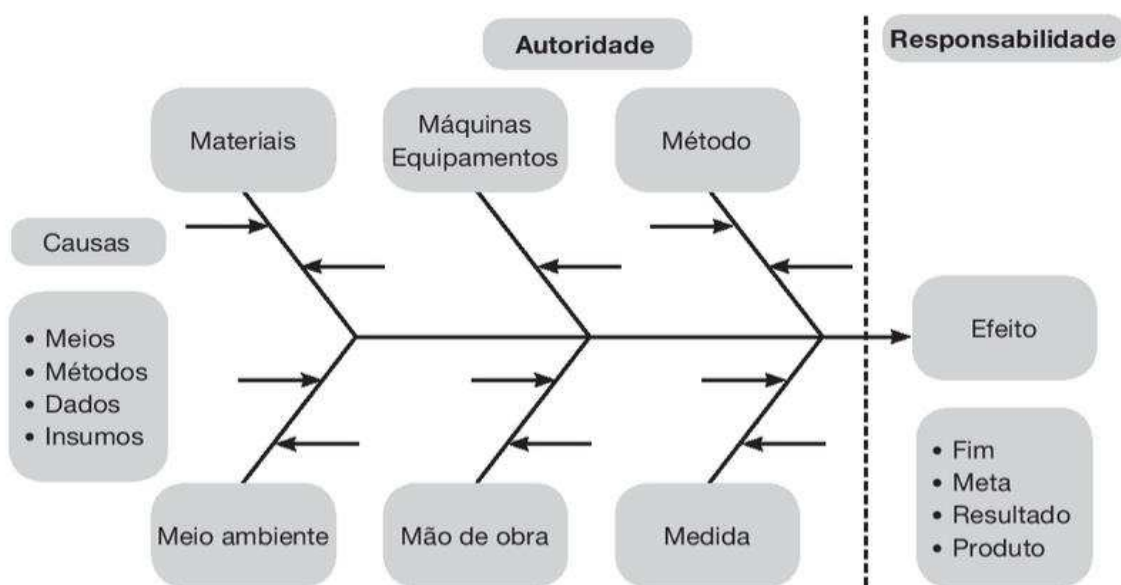 Autoridade
Responsabilidade
Materiais
Máquinas
Equipamentos
Método
Causas
• Meios
• Métodos
• Dados
• Insumos
Efeito
• Fim
• Meta
• Resultado
• Produto
Meio ambiente
Mão de obra
Medida